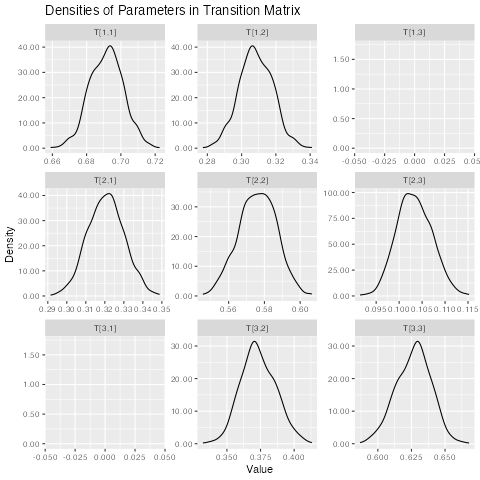 Densities of Parameters in Transition Matrix
T[1,1] T[1,2] T[1,3]
40.00 40.00 1.50
30.00 30.00 1.00
20.00 20.00 0.50
10.00 10.00 0.00
0.00 0.00
0.66 0.68 0.70 0.72 0.28 0.30 0.32 0.34 -0.050 -0.025 0.000 0.025 0.05
T[2,1] T[2,2] T[2,3]
40.00 30.00 100.00
30.00 20.00 75.00
20.00 10.00 50.00
10.00 0.00 25.00
0.00 0.00
0.29 0.30 0.31 0.32 0.33 0.34 0.35 0.56 0.58 0.60 0.095 0.100 0.105 0.110 0.115
T[3,1] T[3,2] T[3,3]
1.50 30.00 30.00
1.00 20.00 20.00
0.50 10.00 10.00
0.00 0.00 0.00
-0.050 -0.025 0.000 0.025 0.050 0.350 0.375 0.400 0.600 0.625 0.650
Density
Value